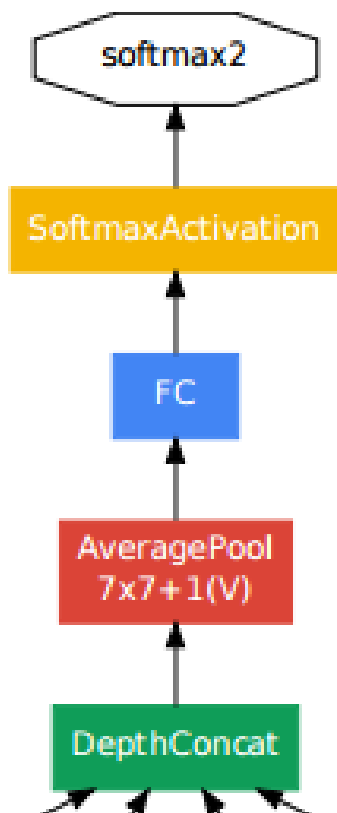 softmax2
SoftmaxActivation
FC
AveragePool
7x7+1(V)
DepthConcat